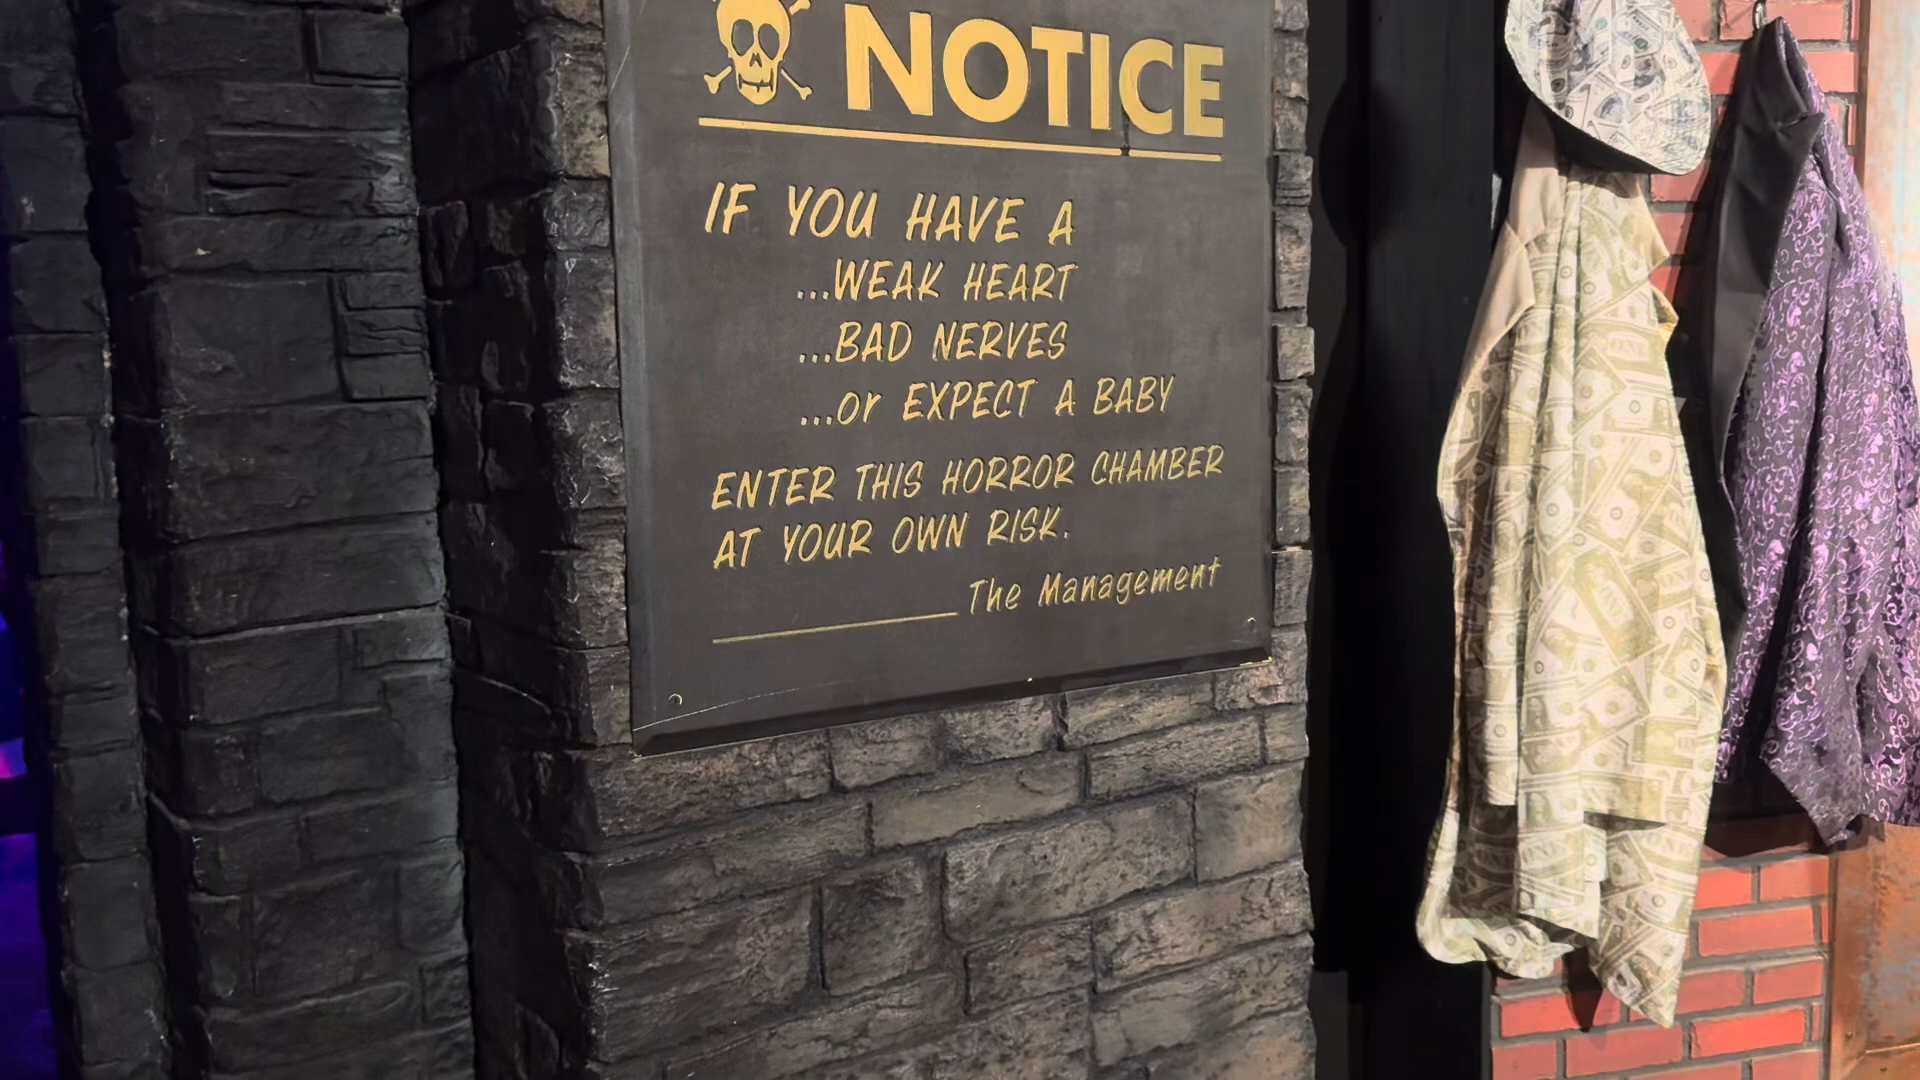 NOTICE
IF YOU HAVE A
...WEAK HEART
...BAD NERVES
...or EXPECT A BABY
ENTER THIS HORROR CHAMBER
AT YOUR OWN RISK.
The Management